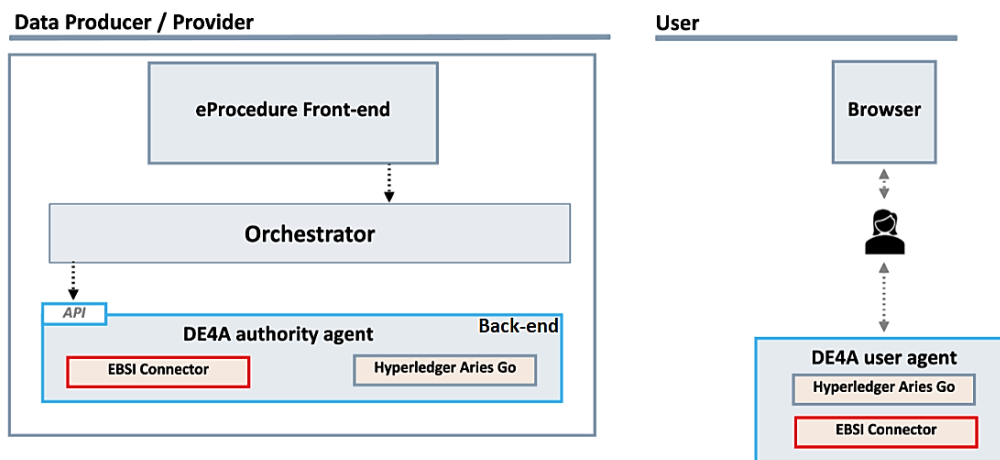 Data Producer / Provider
User
eProcedure Front-end
Browser
Orchestrator
API
Back-end
DE4A authority agent
EBSI Connector
Hyperledger Aries Go
DE4A user agent
Hyperledger Aries Go
EBSI Connector